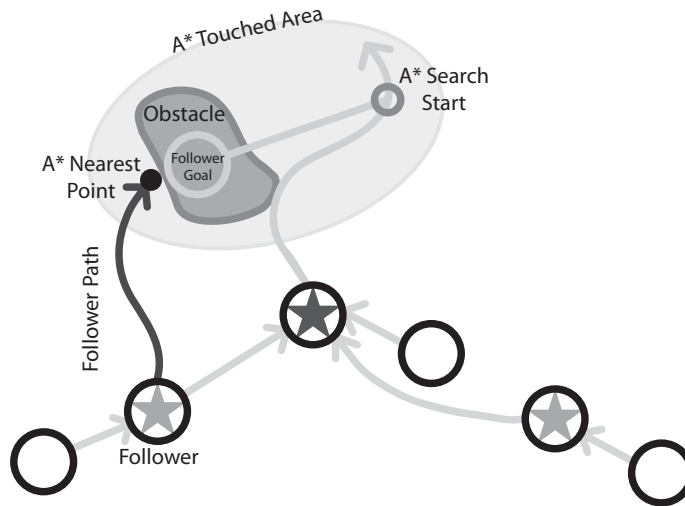 A* Touched Area
A* Search
Start
Obstacle
Follower
Goal
A* Nearest
Point
Follower Path
Follower